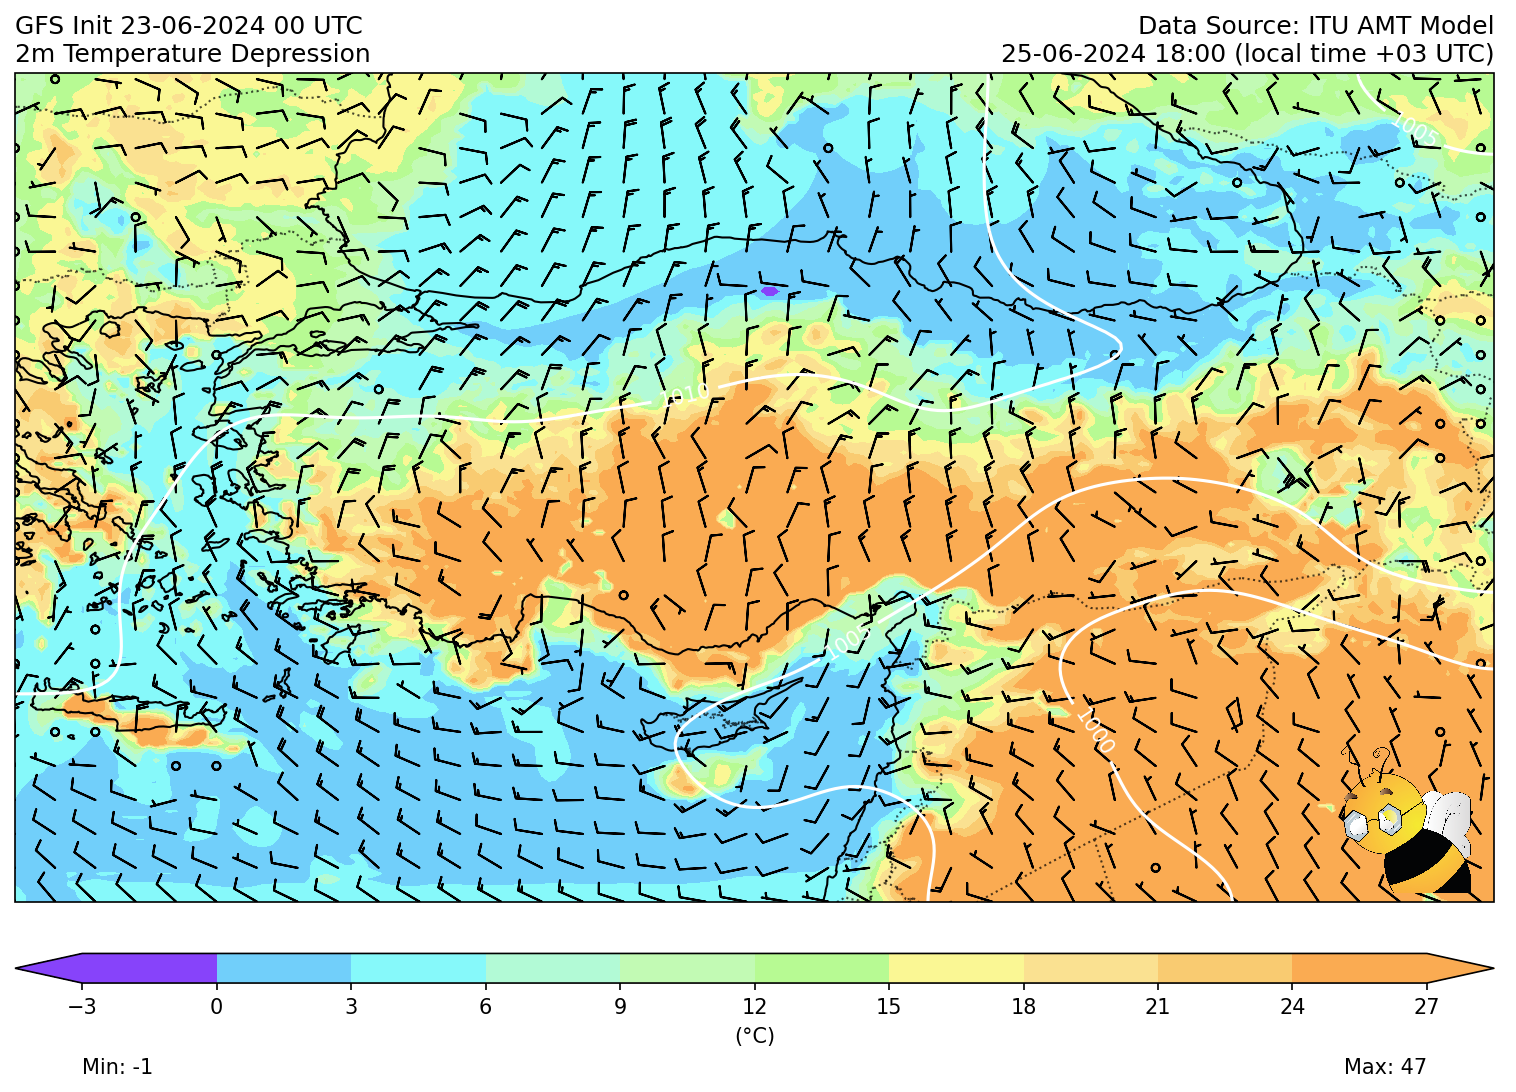 GFS Init 23-06-2024 00 UTC
Data Source: ITU AMT Model
2m Temperature Depression
25-06-2024 18:00 (local time +03 UTC)
1005
1010
1005
1000
−3 0 3 6 9 12 15 18 21 24 27
(°C)
Min: -1
Max: 47